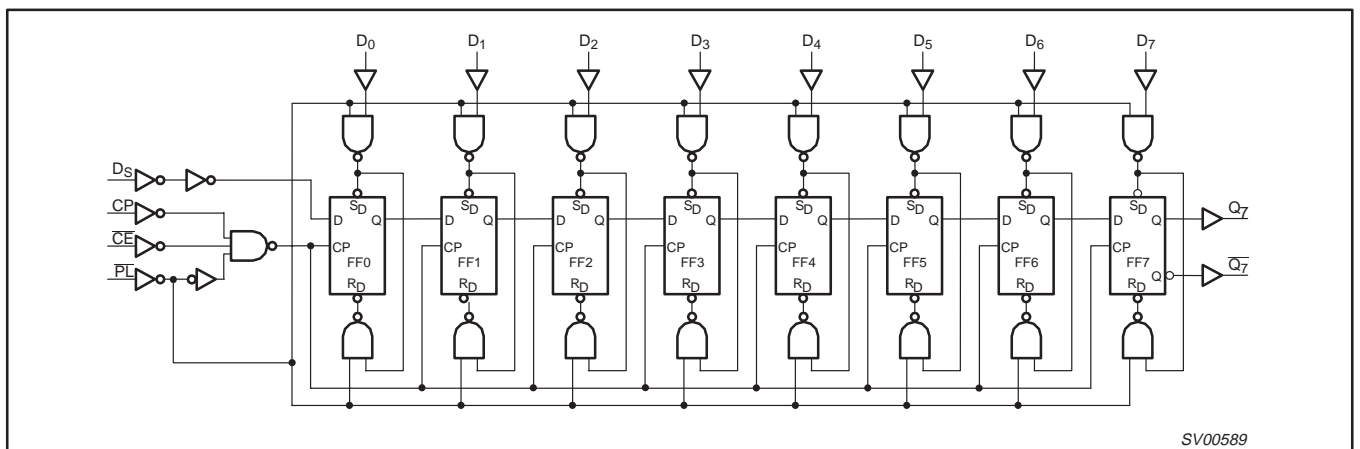 D0 D1 D2 D3 D4 D5 D6 D7
DS
CP
CE
PL
SD SD SD SD SD SD SD SD
D Q D Q D Q D Q D Q D Q D Q D Q Q7
CP CP CP CP CP CP CP CP
FF0 FF1 FF2 FF3 FF4 FF5 FF6 FF7
Q Q7
RD RD RD RD RD RD RD RD
SV00589